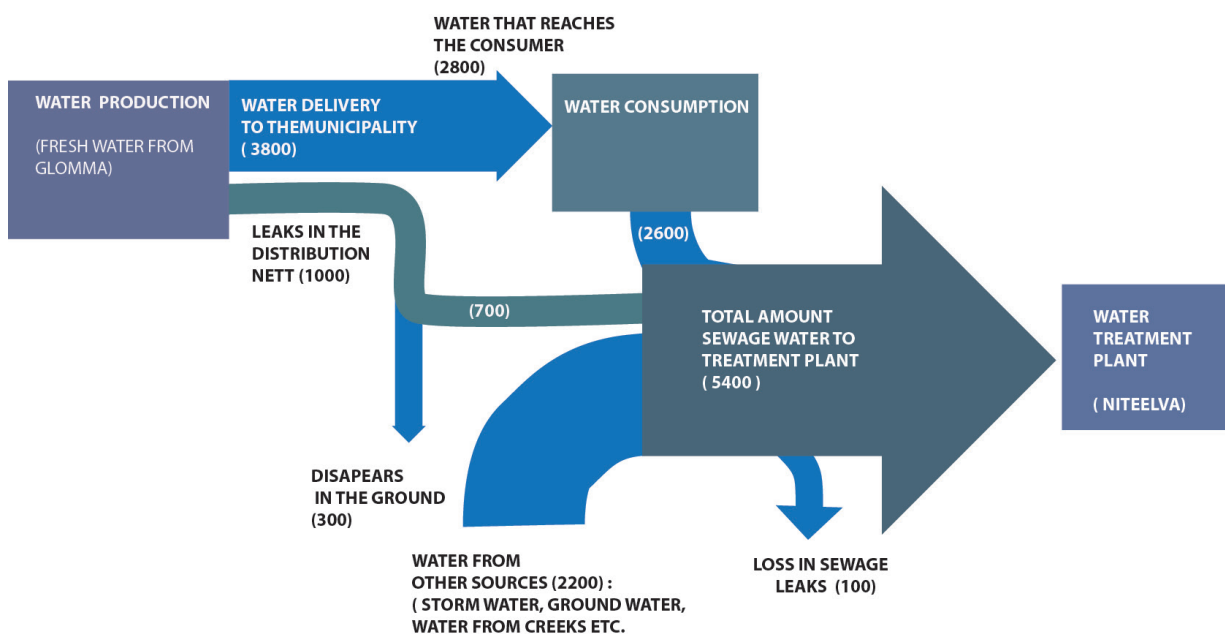 WATER THAT REACHES
THE CONSUMER
(2800)
WATER PRODUCTION
(FRESH WATER FROM
GLOMMA)
WATER DELIVERY
TO THEMUNICIPALITY
( 3800)
WATER CONSUMPTION
LEAKS IN THE
DISTRIBUTION
NETT (1000)
(2600)
(700)
TOTAL AMOUNT
SEWAGE WATER TO
TREATMENT PLANT
( 5400 )
WATER
TREATMENT
PLANT
( NITEELVA)
DISAPEARS
IN THE GROUND
(300)
WATER FROM
OTHER SOURCES (2200) :
( STORM WATER, GROUND WATER,
WATER FROM CREEKS ETC.
LOSS IN SEWAGE
LEAKS (100)